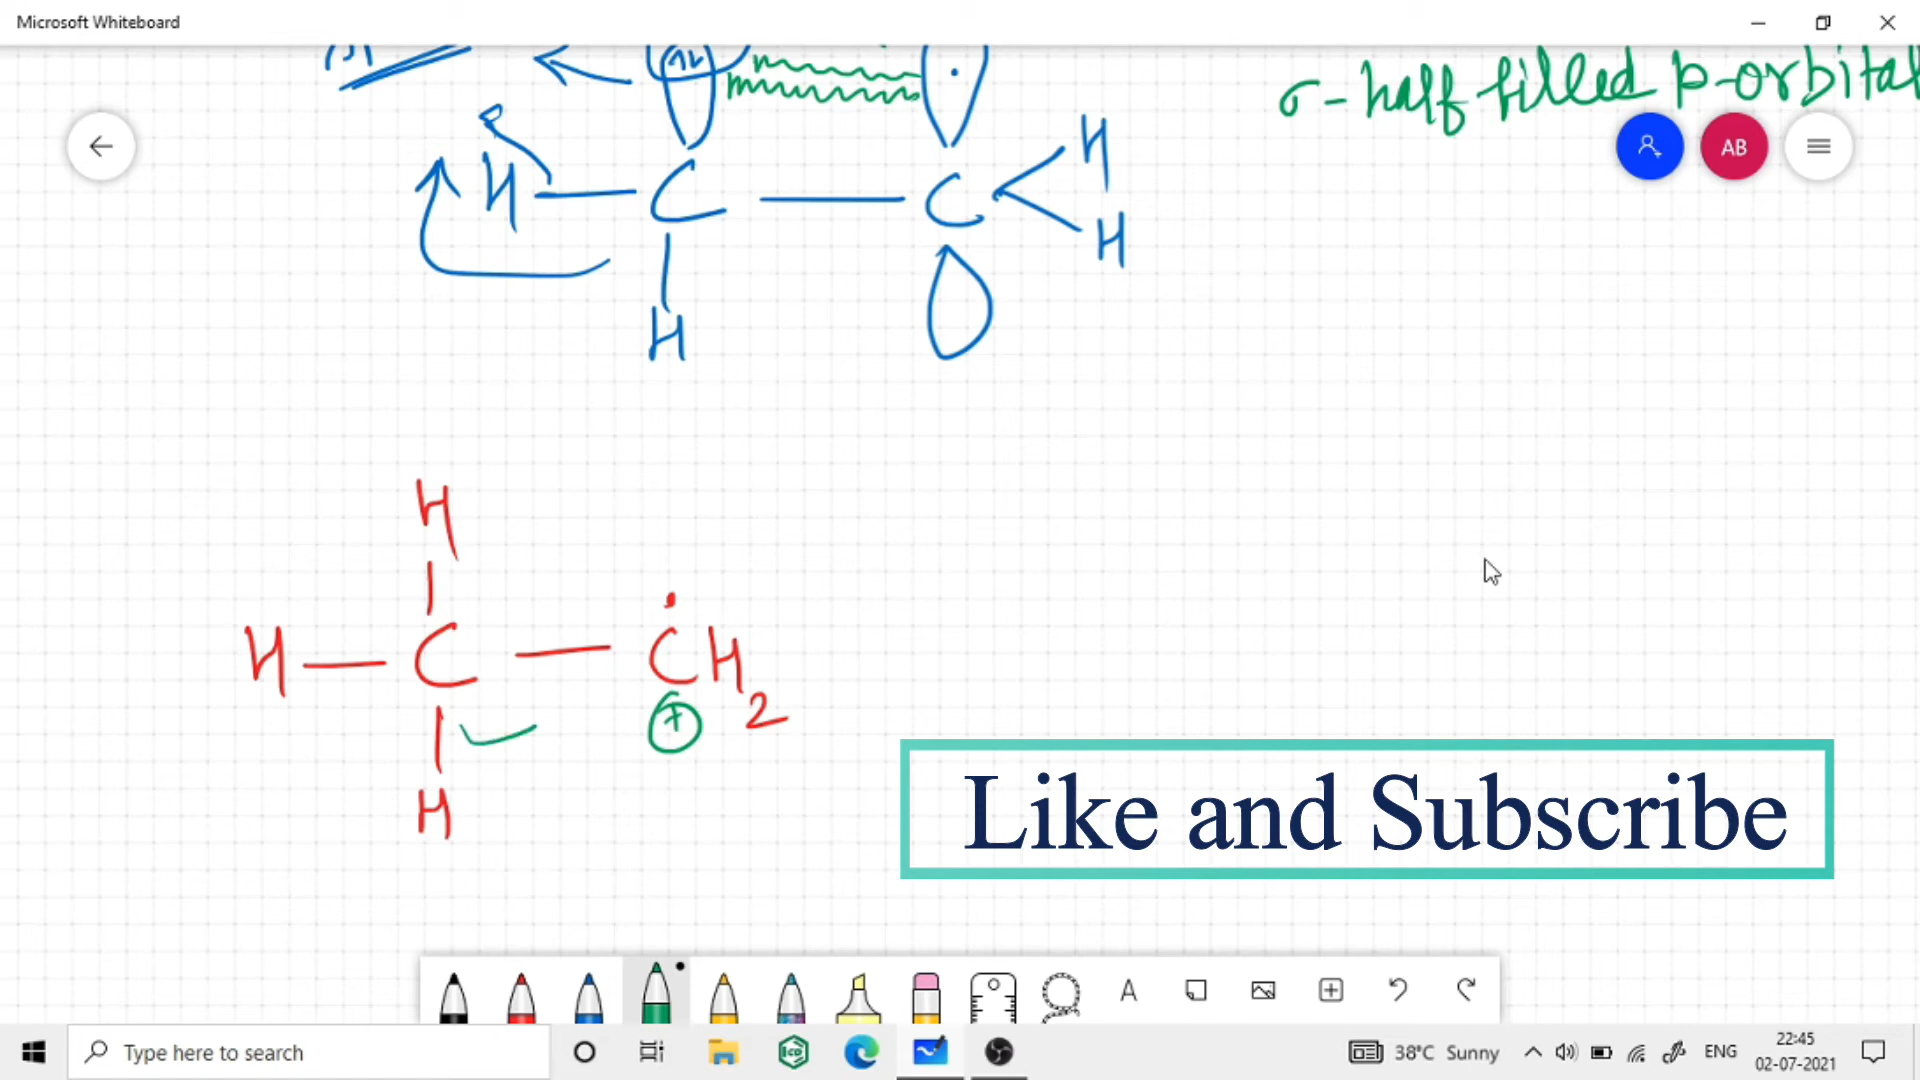 Microsoft Whiteboard
σ- half filled p-orbital
AB
H
H — C — C
H
H
H
H — C — ĊH2
+
H
Like and Subscribe
A
Type here to search
38°C Sunny
ENG
22:45
02-07-2021